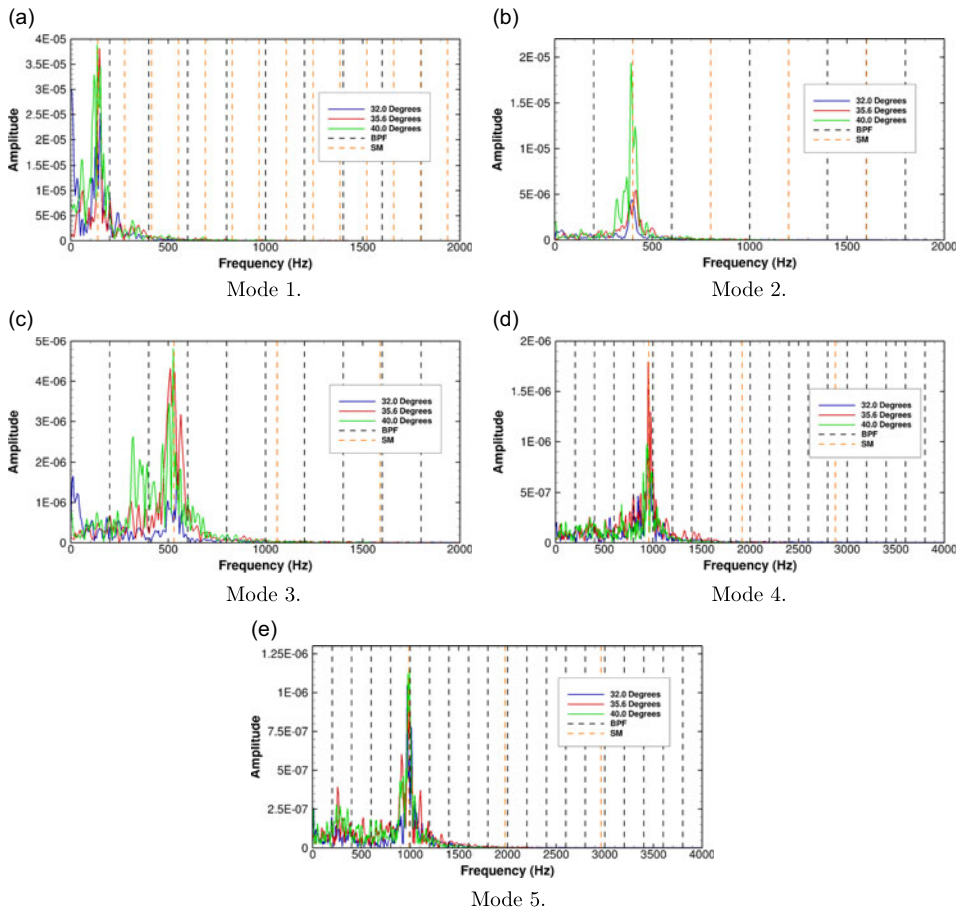 (a)
4E-05
3.5E-05
3E-05
2.5E-05
2E-05
1.5E-05
1E-05
5E-06
0
Amplitude
32.0 Degrees
35.6 Degrees
40.0 Degrees
BPF
SM
0 500 1000 1500 2000
Frequency (Hz)
Mode 1.
(b)
2E-05
1.5E-05
1E-05
5E-06
0
Amplitude
32.0 Degrees
35.6 Degrees
40.0 Degrees
BPF
SM
0 500 1000 1500 2000
Frequency (Hz)
Mode 2.
(c)
5E-06
4E-06
3E-06
2E-06
1E-06
0
Amplitude
32.0 Degrees
35.6 Degrees
40.0 Degrees
BPF
SM
0 500 1000 1500 2000
Frequency (Hz)
Mode 3.
(d)
2E-06
1.5E-06
1E-06
5E-07
0
Amplitude
32.0 Degrees
35.6 Degrees
40.0 Degrees
BPF
SM
0 500 1000 1500 2000 2500 3000 3500 4000
Frequency (Hz)
Mode 4.
(e)
1.25E-06
1E-06
7.5E-07
5E-07
2.5E-07
0
Amplitude
32.0 Degrees
35.6 Degrees
40.0 Degrees
BPF
SM
0 500 1000 1500 2000 2500 3000 3500 4000
Frequency (Hz)
Mode 5.